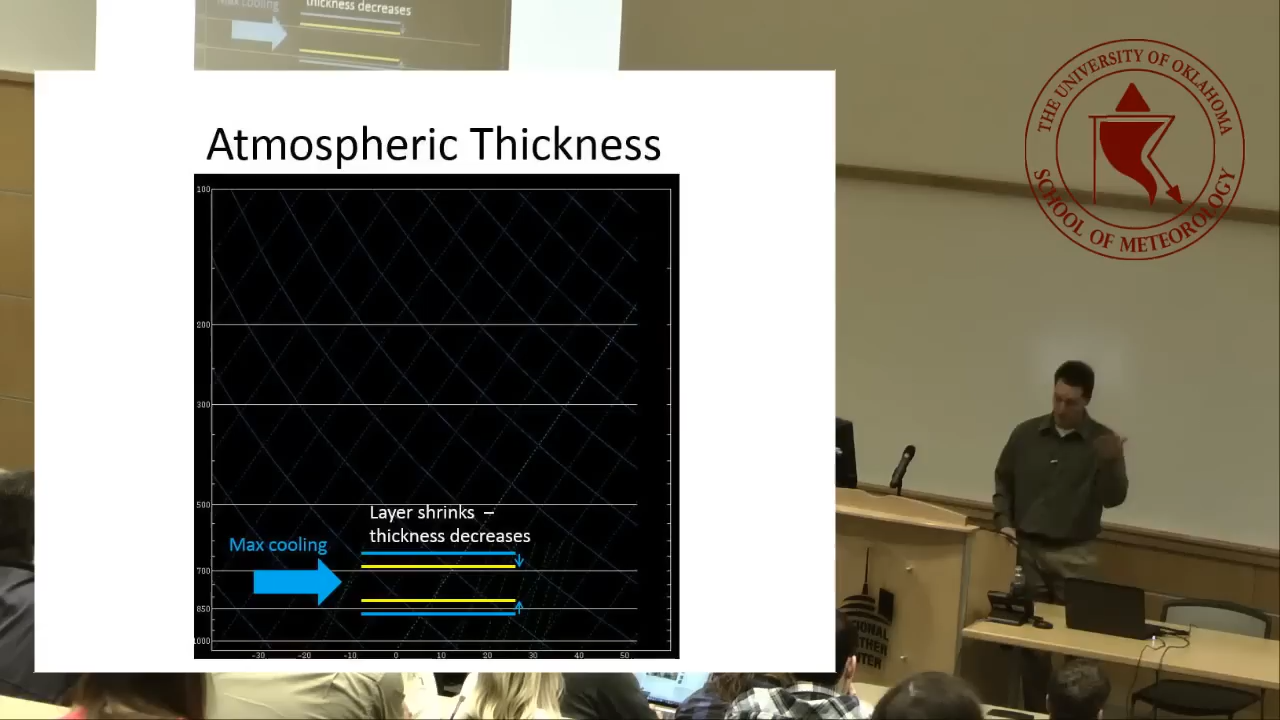 Max cooling
thickness decreases
Atmospheric Thickness
100
200
300
500
Layer shrinks –
thickness decreases
Max cooling
700
850
1000
-30 -20 -10 0 10 20 30 40 50
THE UNIVERSITY OF OKLAHOMA
SCHOOL OF METEOROLOGY